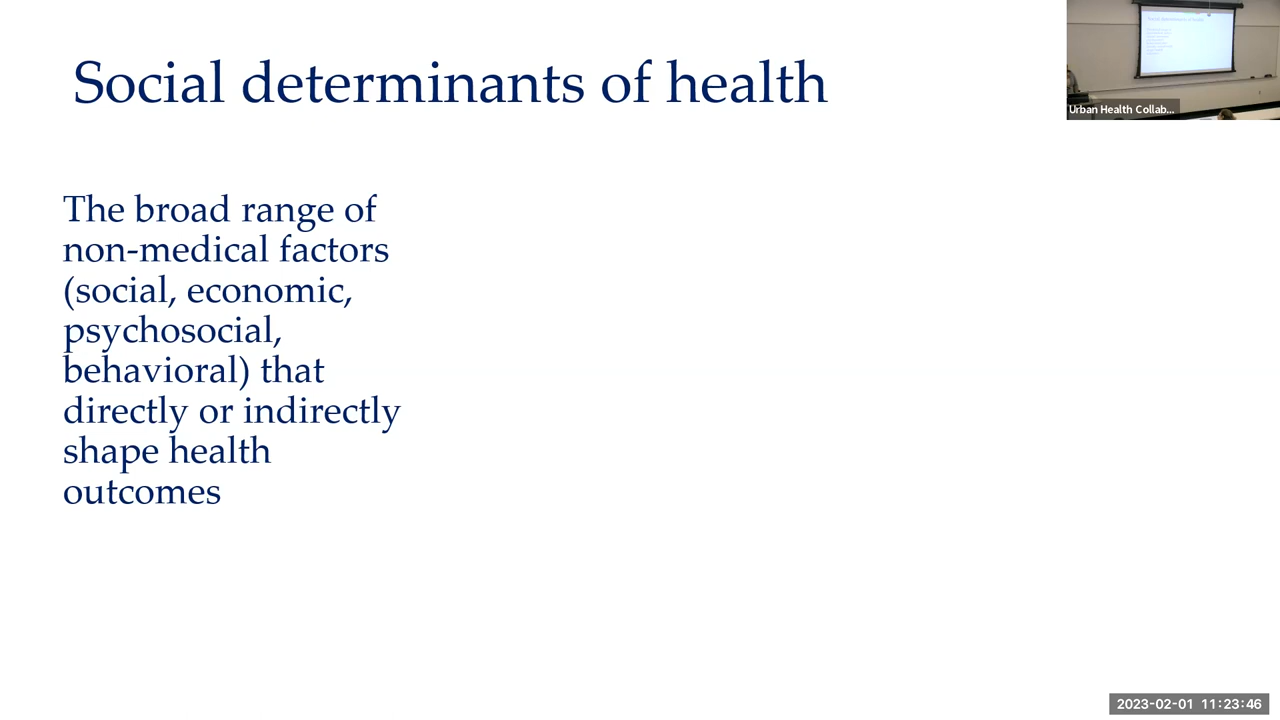 Social determinants of health
Urban Health Collab...
The broad range of
non-medical factors
(social, economic,
psychosocial,
behavioral) that
directly or indirectly
shape health
outcomes
2023-02-01 11:23:46